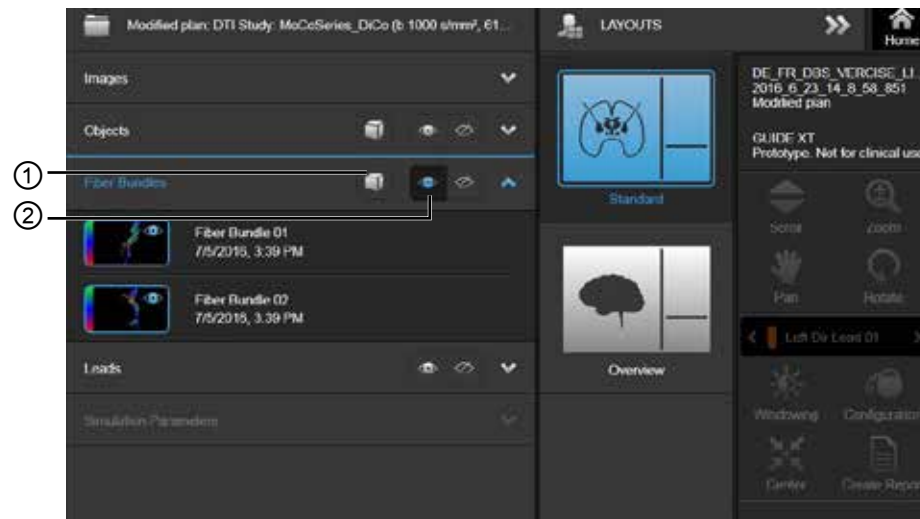 Modified plan: DTI Study: MoCoSeries_DiCo (b 1000 s/mm², 61...
Images
Objects
①
Fiber Bundles
②
Fiber Bundle 01
7/5/2016, 3:39 PM
Fiber Bundle 02
7/5/2016, 3:39 PM
Leads
Simulation Parameters
LAYOUTS
Standard
Overview
Home
DE_FR_DBS_VERCISE_LI...
2016_6_23_14_8_58_851
Modified plan
GUIDE XT
Prototype. Not for clinical use
Scroll
Zoom
Pan
Rotate
Left Dir Lead 01
Windowing
Configuration
Center
Create Repor